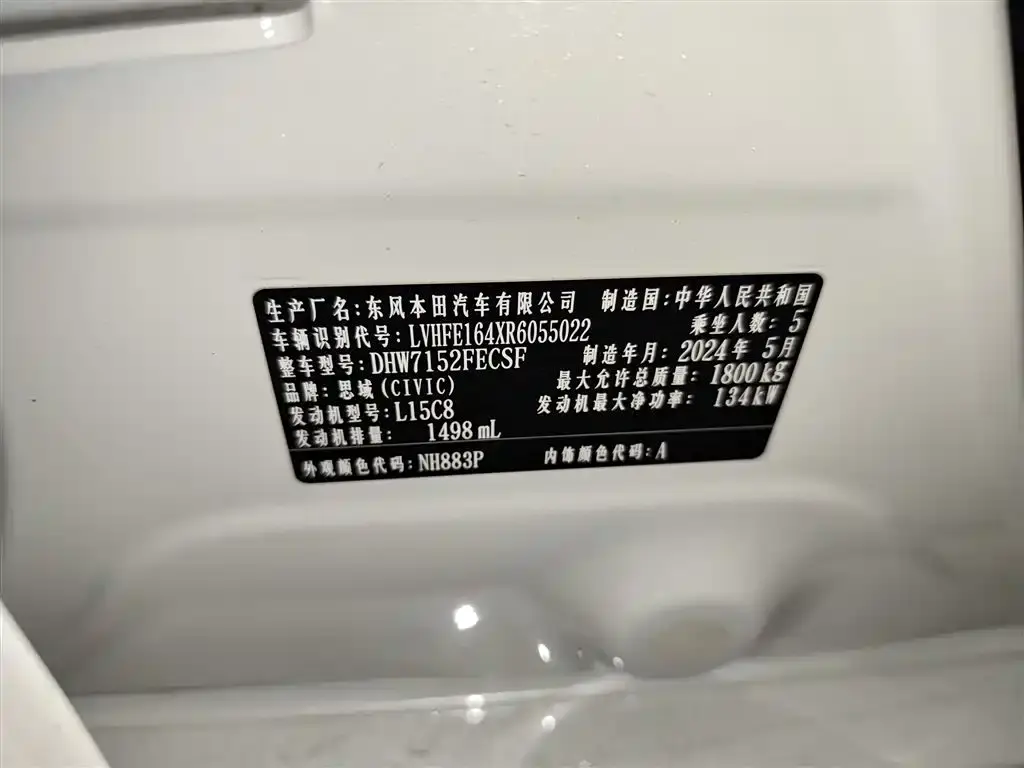 生产厂名:东风本田汽车有限公司 制造国:中华人民共和国
车辆识别代号:LVHFE164XR6055022 乘坐人数:5
整车型号:DHW7152FECSF 制造年月:2024年5月
品牌:思域(CIVIC) 最大允许总质量:1800kg
发动机型号:L15C8 发动机最大净功率:134kW
发动机排量: 1498mL
外观颜色代码:NH883P 内饰颜色代码:A